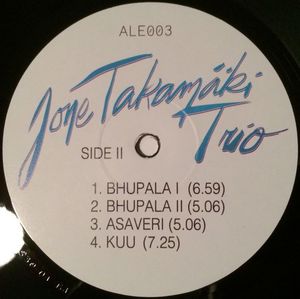 ALE003
Jone Takamäki
Trio
SIDE II
1. BHUPALA I (6.59)
2. BHUPALA II (5.06)
3. ASAVERI (5.06)
4. KUU (7.25)